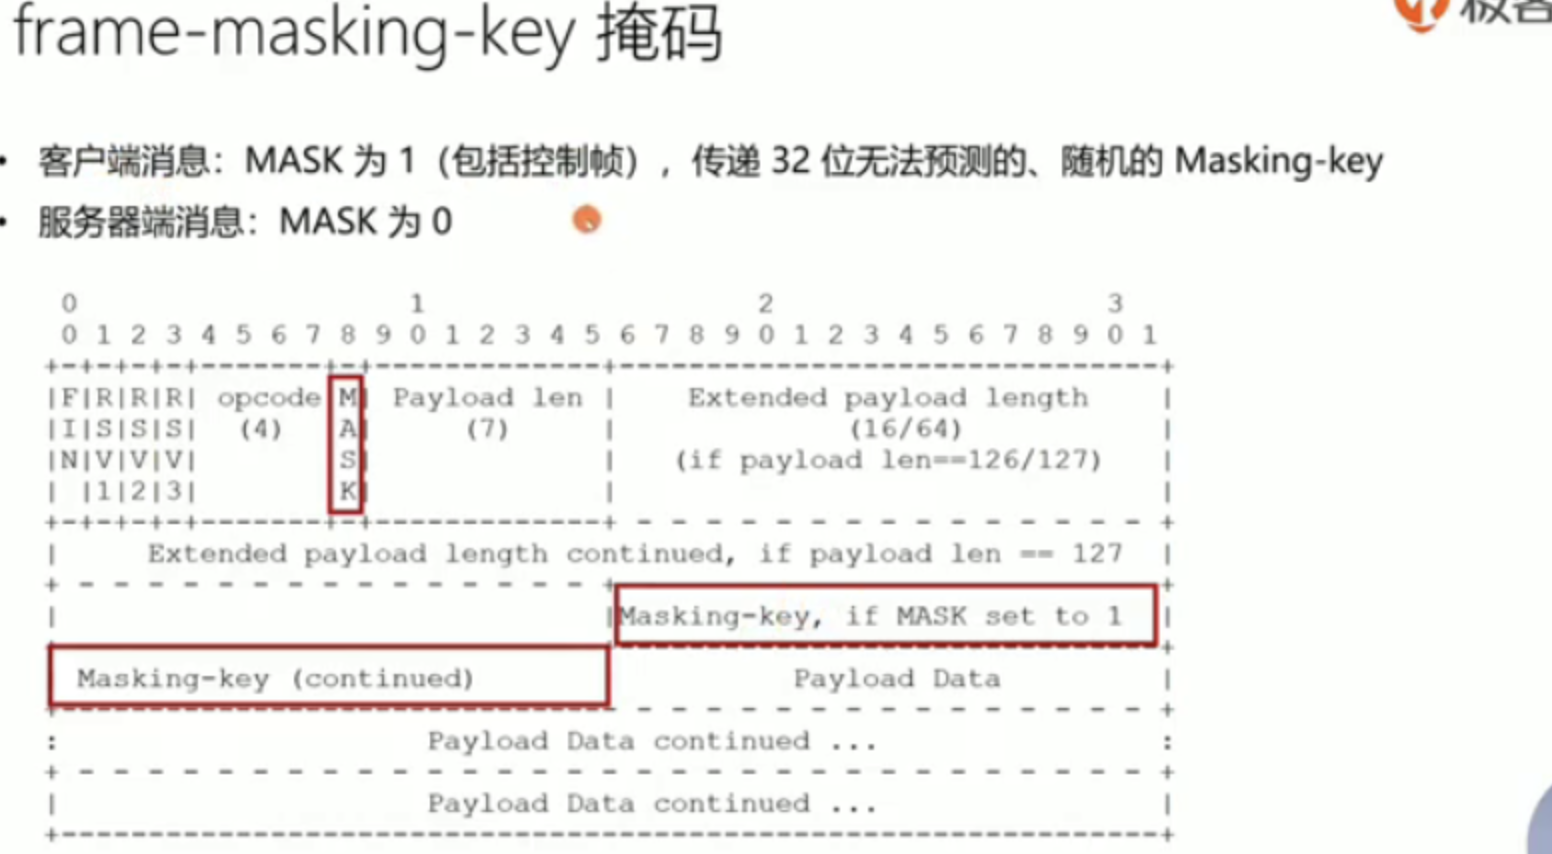 frame-masking-key 掩码
极客
• 客户端消息：MASK 为 1（包括控制帧），传递 32 位无法预测的、随机的 Masking-key
• 服务器端消息：MASK 为 0
0 1 2 3
0 1 2 3 4 5 6 7 8 9 0 1 2 3 4 5 6 7 8 9 0 1 2 3 4 5 6 7 8 9 0 1
+-+-+-+-+-------+-+-------------+-------------------------------+
|F|R|R|R| opcode|M| Payload len | Extended payload length |
|I|S|S|S| (4) |A| (7) | (16/64) |
|N|V|V|V| |S| | (if payload len==126/127) |
| |1|2|3| |K| | |
+-+-+-+-+-------+-+-------------+ - - - - - - - - - - - - - - - +
| Extended payload length continued, if payload len == 127 |
+ - - - - - - - - - - - - - - - +-------------------------------+
| |Masking-key, if MASK set to 1 |
+-------------------------------+-------------------------------+
| Masking-key (continued) Payload Data |
+-------------------------------- - - - - - - - - - - - - - - - +
: Payload Data continued ... :
+ - - - - - - - - - - - - - - - - - - - - - - - - - - - - - - - +
| Payload Data continued ... |
+---------------------------------------------------------------+